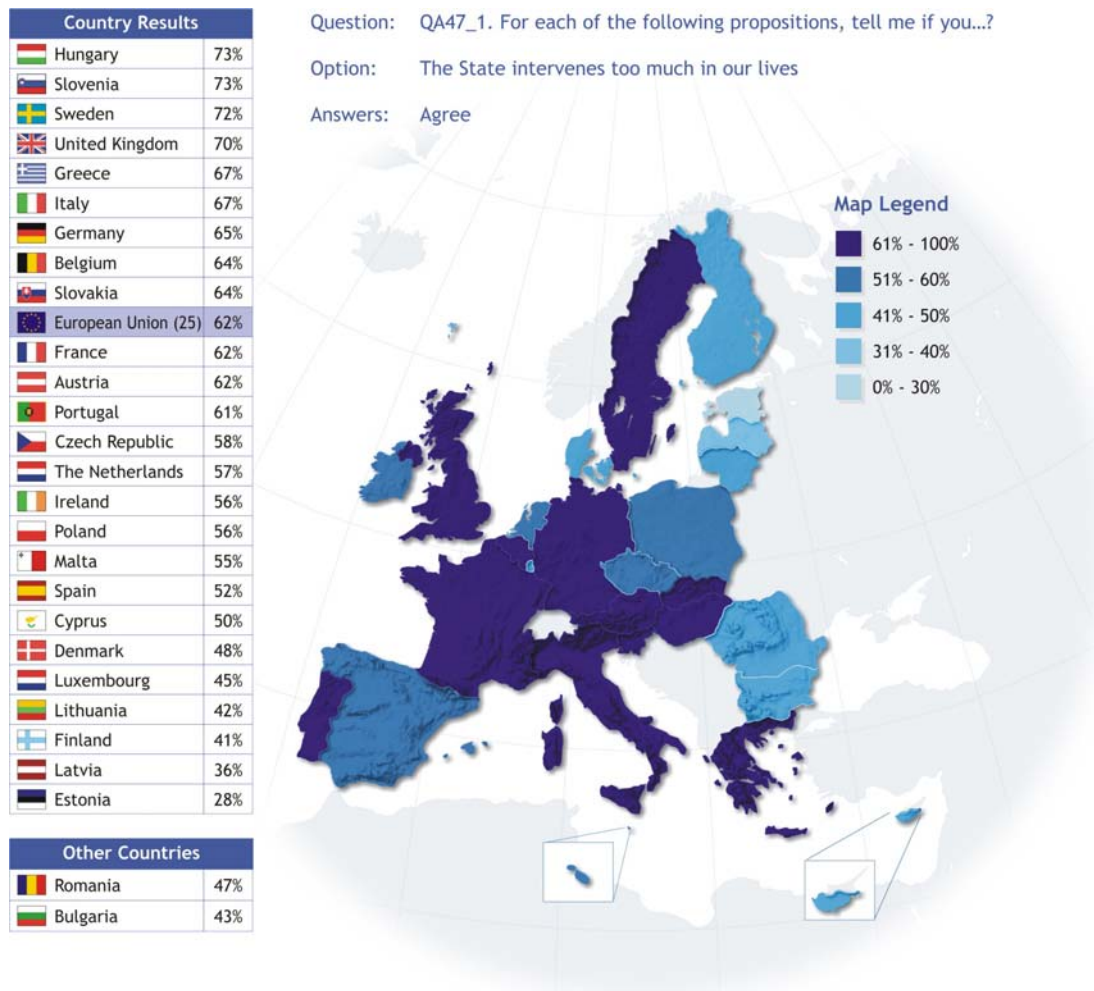 Question: QA47_1. For each of the following propositions, tell me if you…?
Option: The State intervenes too much in our lives
Answers: Agree
Country Results
Hungary 73%
Slovenia 73%
Sweden 72%
United Kingdom 70%
Greece 67%
Italy 67%
Germany 65%
Belgium 64%
Slovakia 64%
European Union (25) 62%
France 62%
Austria 62%
Portugal 61%
Czech Republic 58%
The Netherlands 57%
Ireland 56%
Poland 56%
Malta 55%
Spain 52%
Cyprus 50%
Denmark 48%
Luxembourg 45%
Lithuania 42%
Finland 41%
Latvia 36%
Estonia 28%
Other Countries
Romania 47%
Bulgaria 43%
Map Legend
61% - 100%
51% - 60%
41% - 50%
31% - 40%
0% - 30%